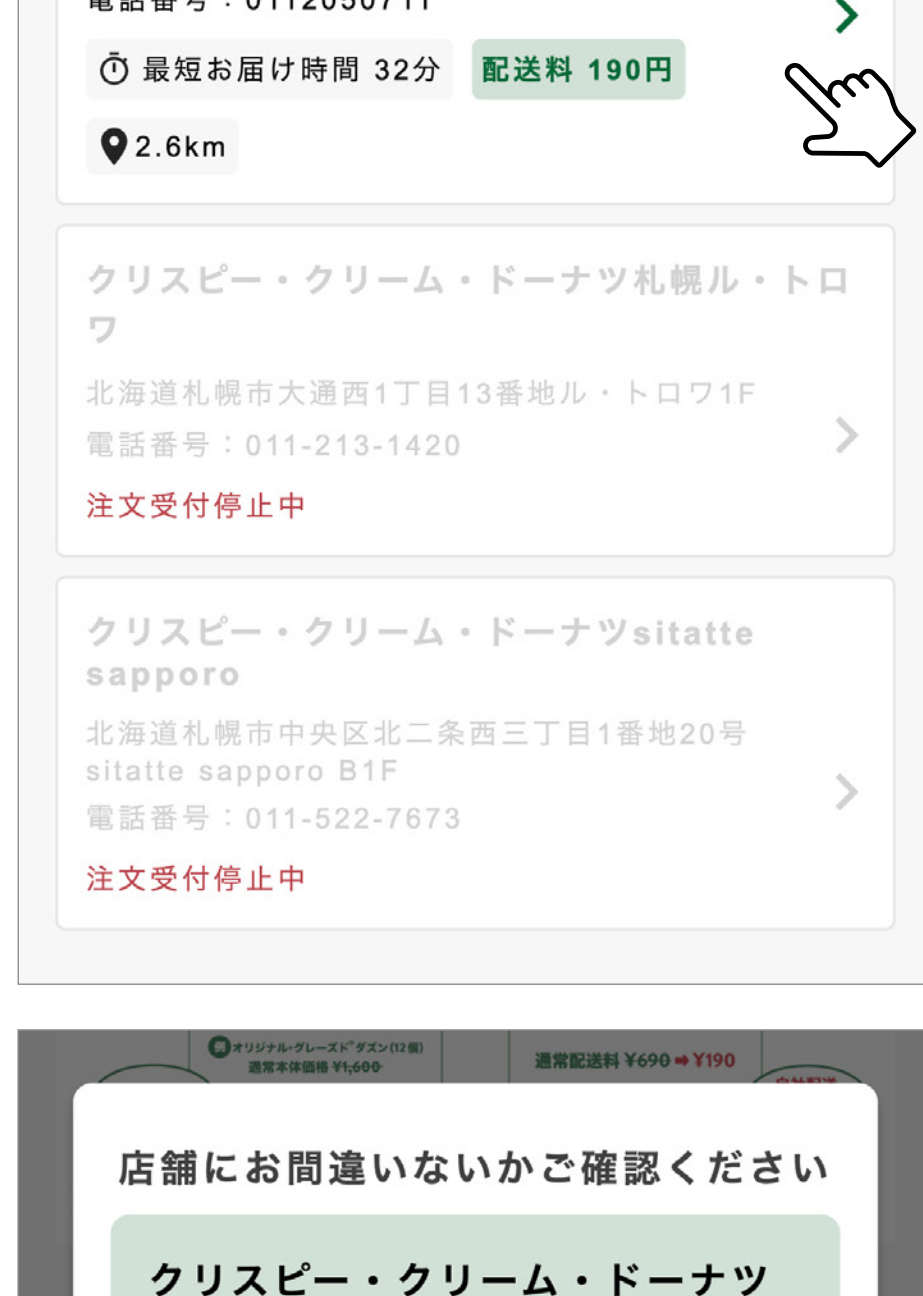 電話番号：0112050711
最短お届け時間 32分
配送料 190円
2.6km
クリスピー・クリーム・ドーナツ札幌ル・トロ
ワ
北海道札幌市大通西1丁目13番地ル・トロワ1F
電話番号：011-213-1420
注文受付停止中
クリスピー・クリーム・ドーナツsitatte
sapporo
北海道札幌市中央区北二条西三丁目1番地20号
sitatte sapporo B1F
電話番号：011-522-7673
注文受付停止中
例 オリジナル・グレーズド®ダズン(12個)
通常本体価格 ¥1,600
通常配送料 ¥690 ➡ ¥190
自社配送
店舗にお間違いないかご確認ください
クリスピー・クリーム・ドーナツ